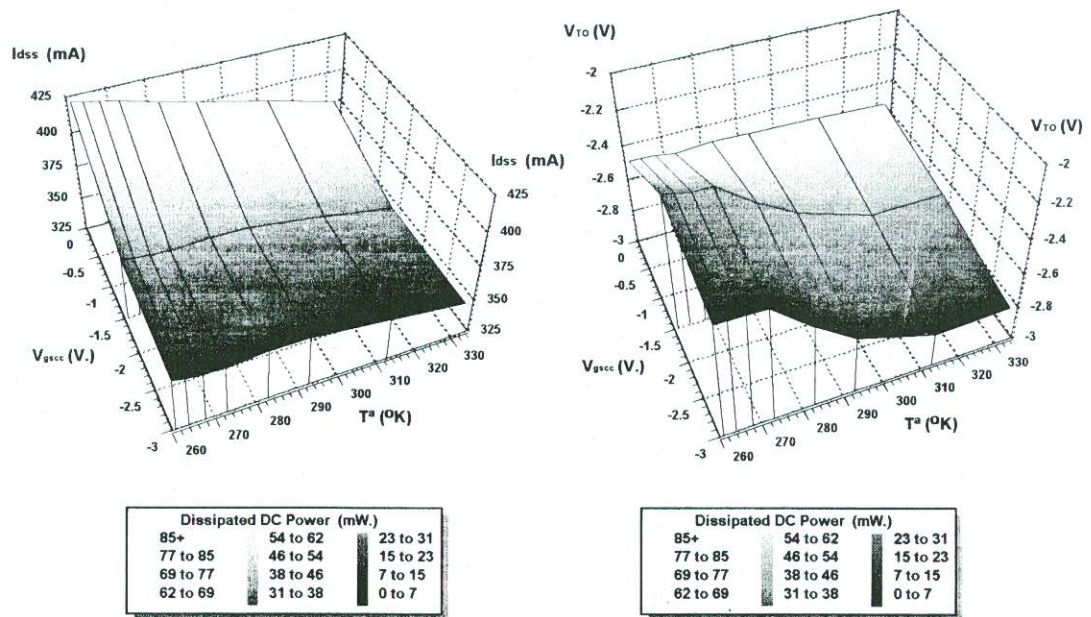 Idss (mA)
425
400
375
350
325
0
-0.5
-1
-1.5
-2
-2.5
-3
Vgscc (V.)
260
270
280
290
300
310
320
330
Tª (ºK)
Idss (mA)
425
400
375
350
325
VTO (V)
-2
-2.2
-2.4
-2.6
-2.8
-3
0
-0.5
-1
-1.5
-2
-2.5
-3
Vgscc (V.)
260
270
280
290
300
310
320
330
Tª (ºK)
VTO (V)
-2
-2.2
-2.4
-2.6
-2.8
-3
Dissipated DC Power (mW.)
85+ 54 to 62 23 to 31
77 to 85 46 to 54 15 to 23
69 to 77 38 to 46 7 to 15
62 to 69 31 to 38 0 to 7
Dissipated DC Power (mW.)
85+ 54 to 62 23 to 31
77 to 85 46 to 54 15 to 23
69 to 77 38 to 46 7 to 15
62 to 69 31 to 38 0 to 7